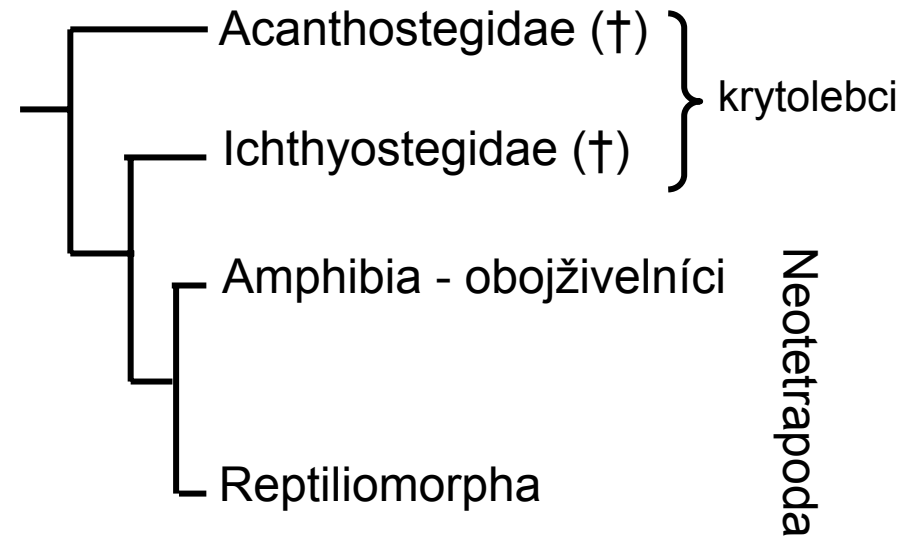 Acanthostegidae (†)
krytolebci
Ichthyostegidae (†)
Amphibia - obojživelníci
Neotetrapoda
Reptiliomorpha